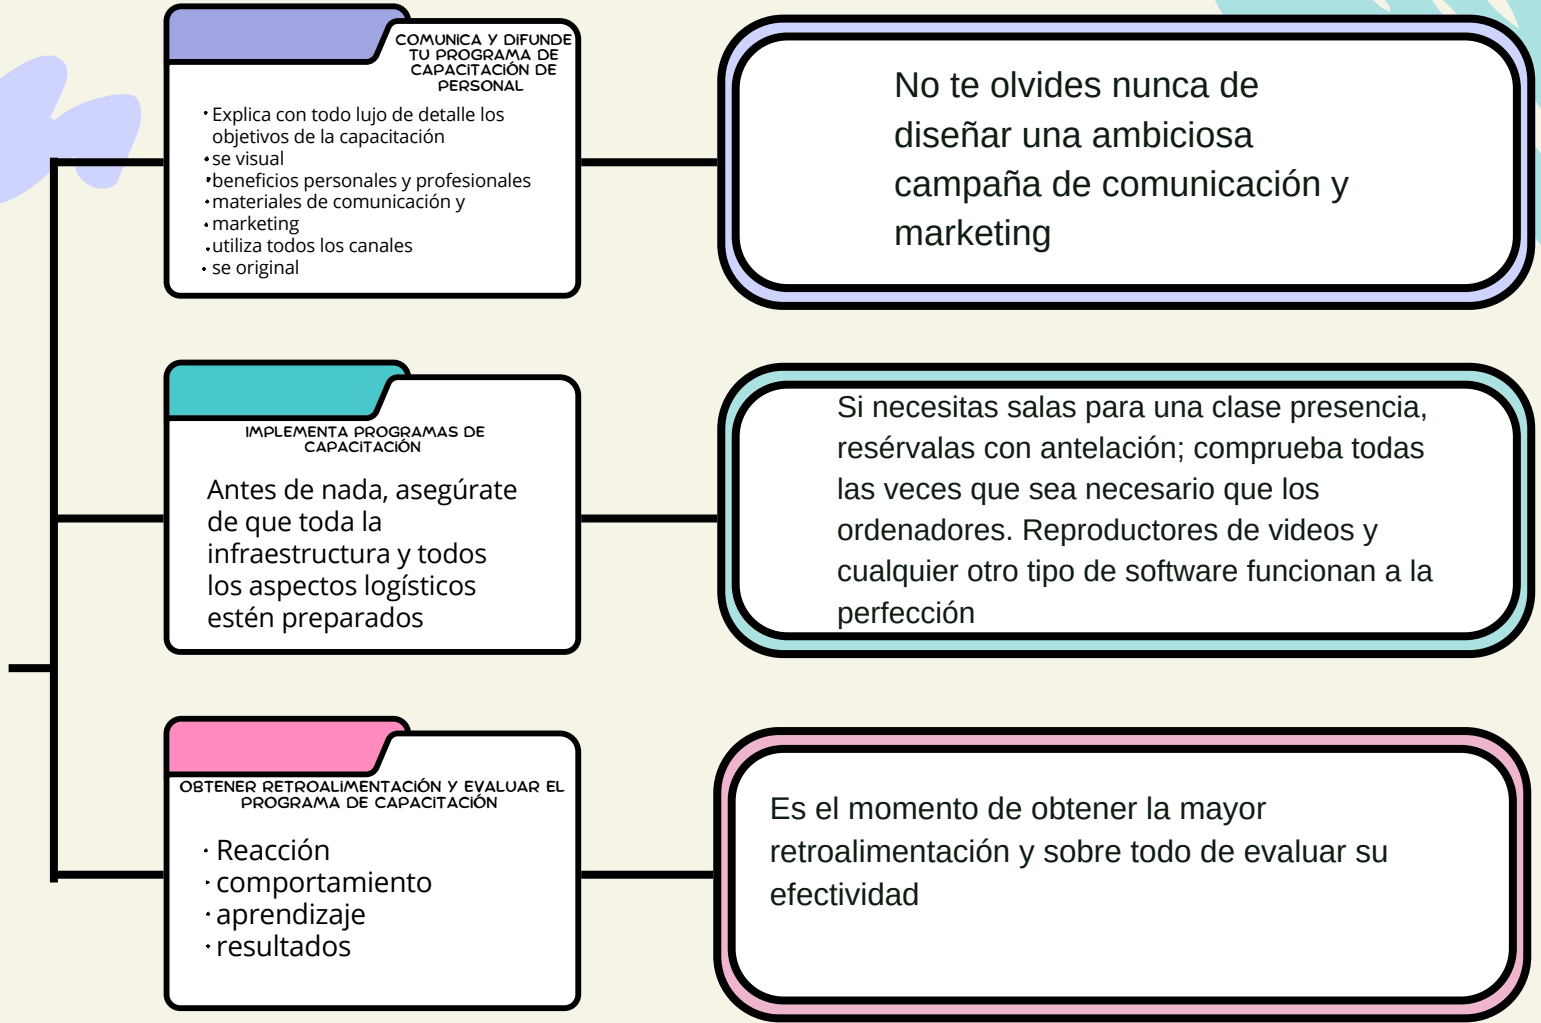 COMUNICA Y DIFUNDE
TU PROGRAMA DE
CAPACITACIÓN DE
PERSONAL
• Explica con todo lujo de detalle los
objetivos de la capacitación
• se visual
• beneficios personales y profesionales
• materiales de comunicación y
• marketing
• utiliza todos los canales
• se original
No te olvides nunca de
diseñar una ambiciosa
campaña de comunicación y
marketing
IMPLEMENTA PROGRAMAS DE
CAPACITACIÓN
Antes de nada, asegúrate
de que toda la
infraestructura y todos
los aspectos logísticos
estén preparados
Si necesitas salas para una clase presencia,
resérvalas con antelación; comprueba todas
las veces que sea necesario que los
ordenadores. Reproductores de videos y
cualquier otro tipo de software funcionan a la
perfección
OBTENER RETROALIMENTACIÓN Y EVALUAR EL
PROGRAMA DE CAPACITACIÓN
• Reacción
• comportamiento
• aprendizaje
• resultados
Es el momento de obtener la mayor
retroalimentación y sobre todo de evaluar su
efectividad